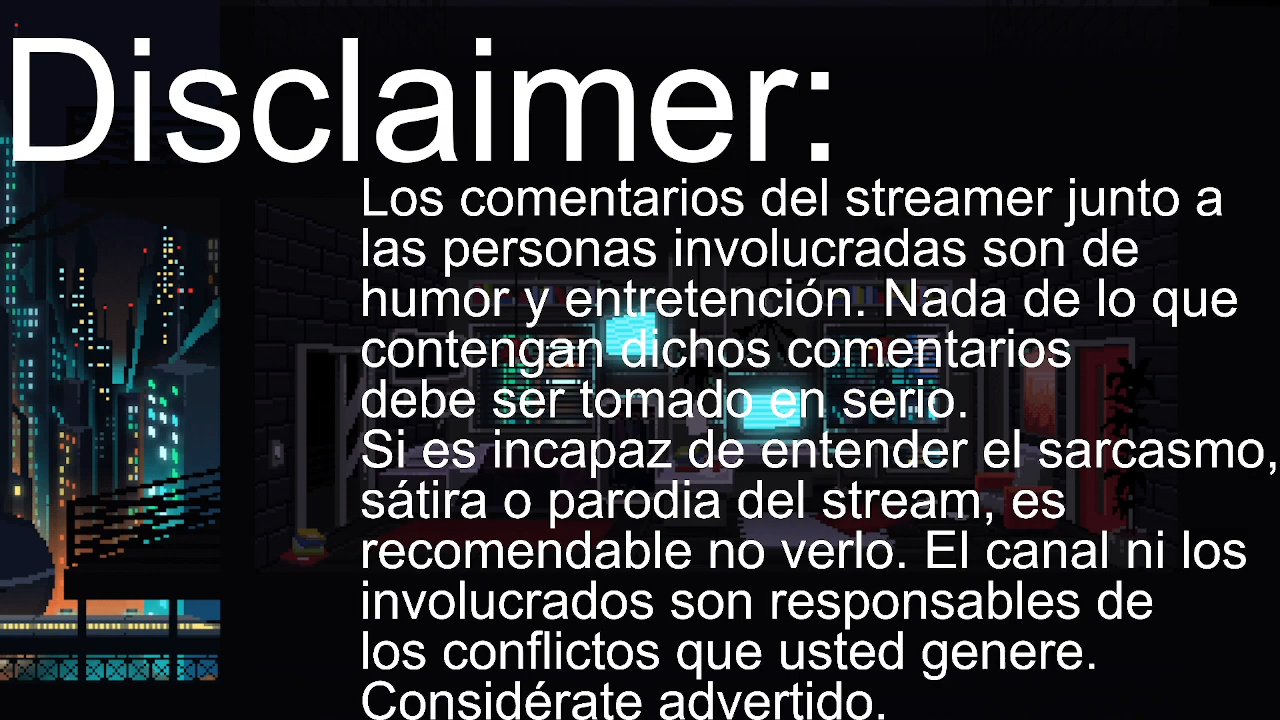 Disclaimer:
Los comentarios del streamer junto a
las personas involucradas son de
humor y entretención. Nada de lo que
contengan dichos comentarios
debe ser tomado en serio.
Si es incapaz de entender el sarcasmo,
sátira o parodia del stream, es
recomendable no verlo. El canal ni los
involucrados son responsables de
los conflictos que usted genere.
Considérate advertido.